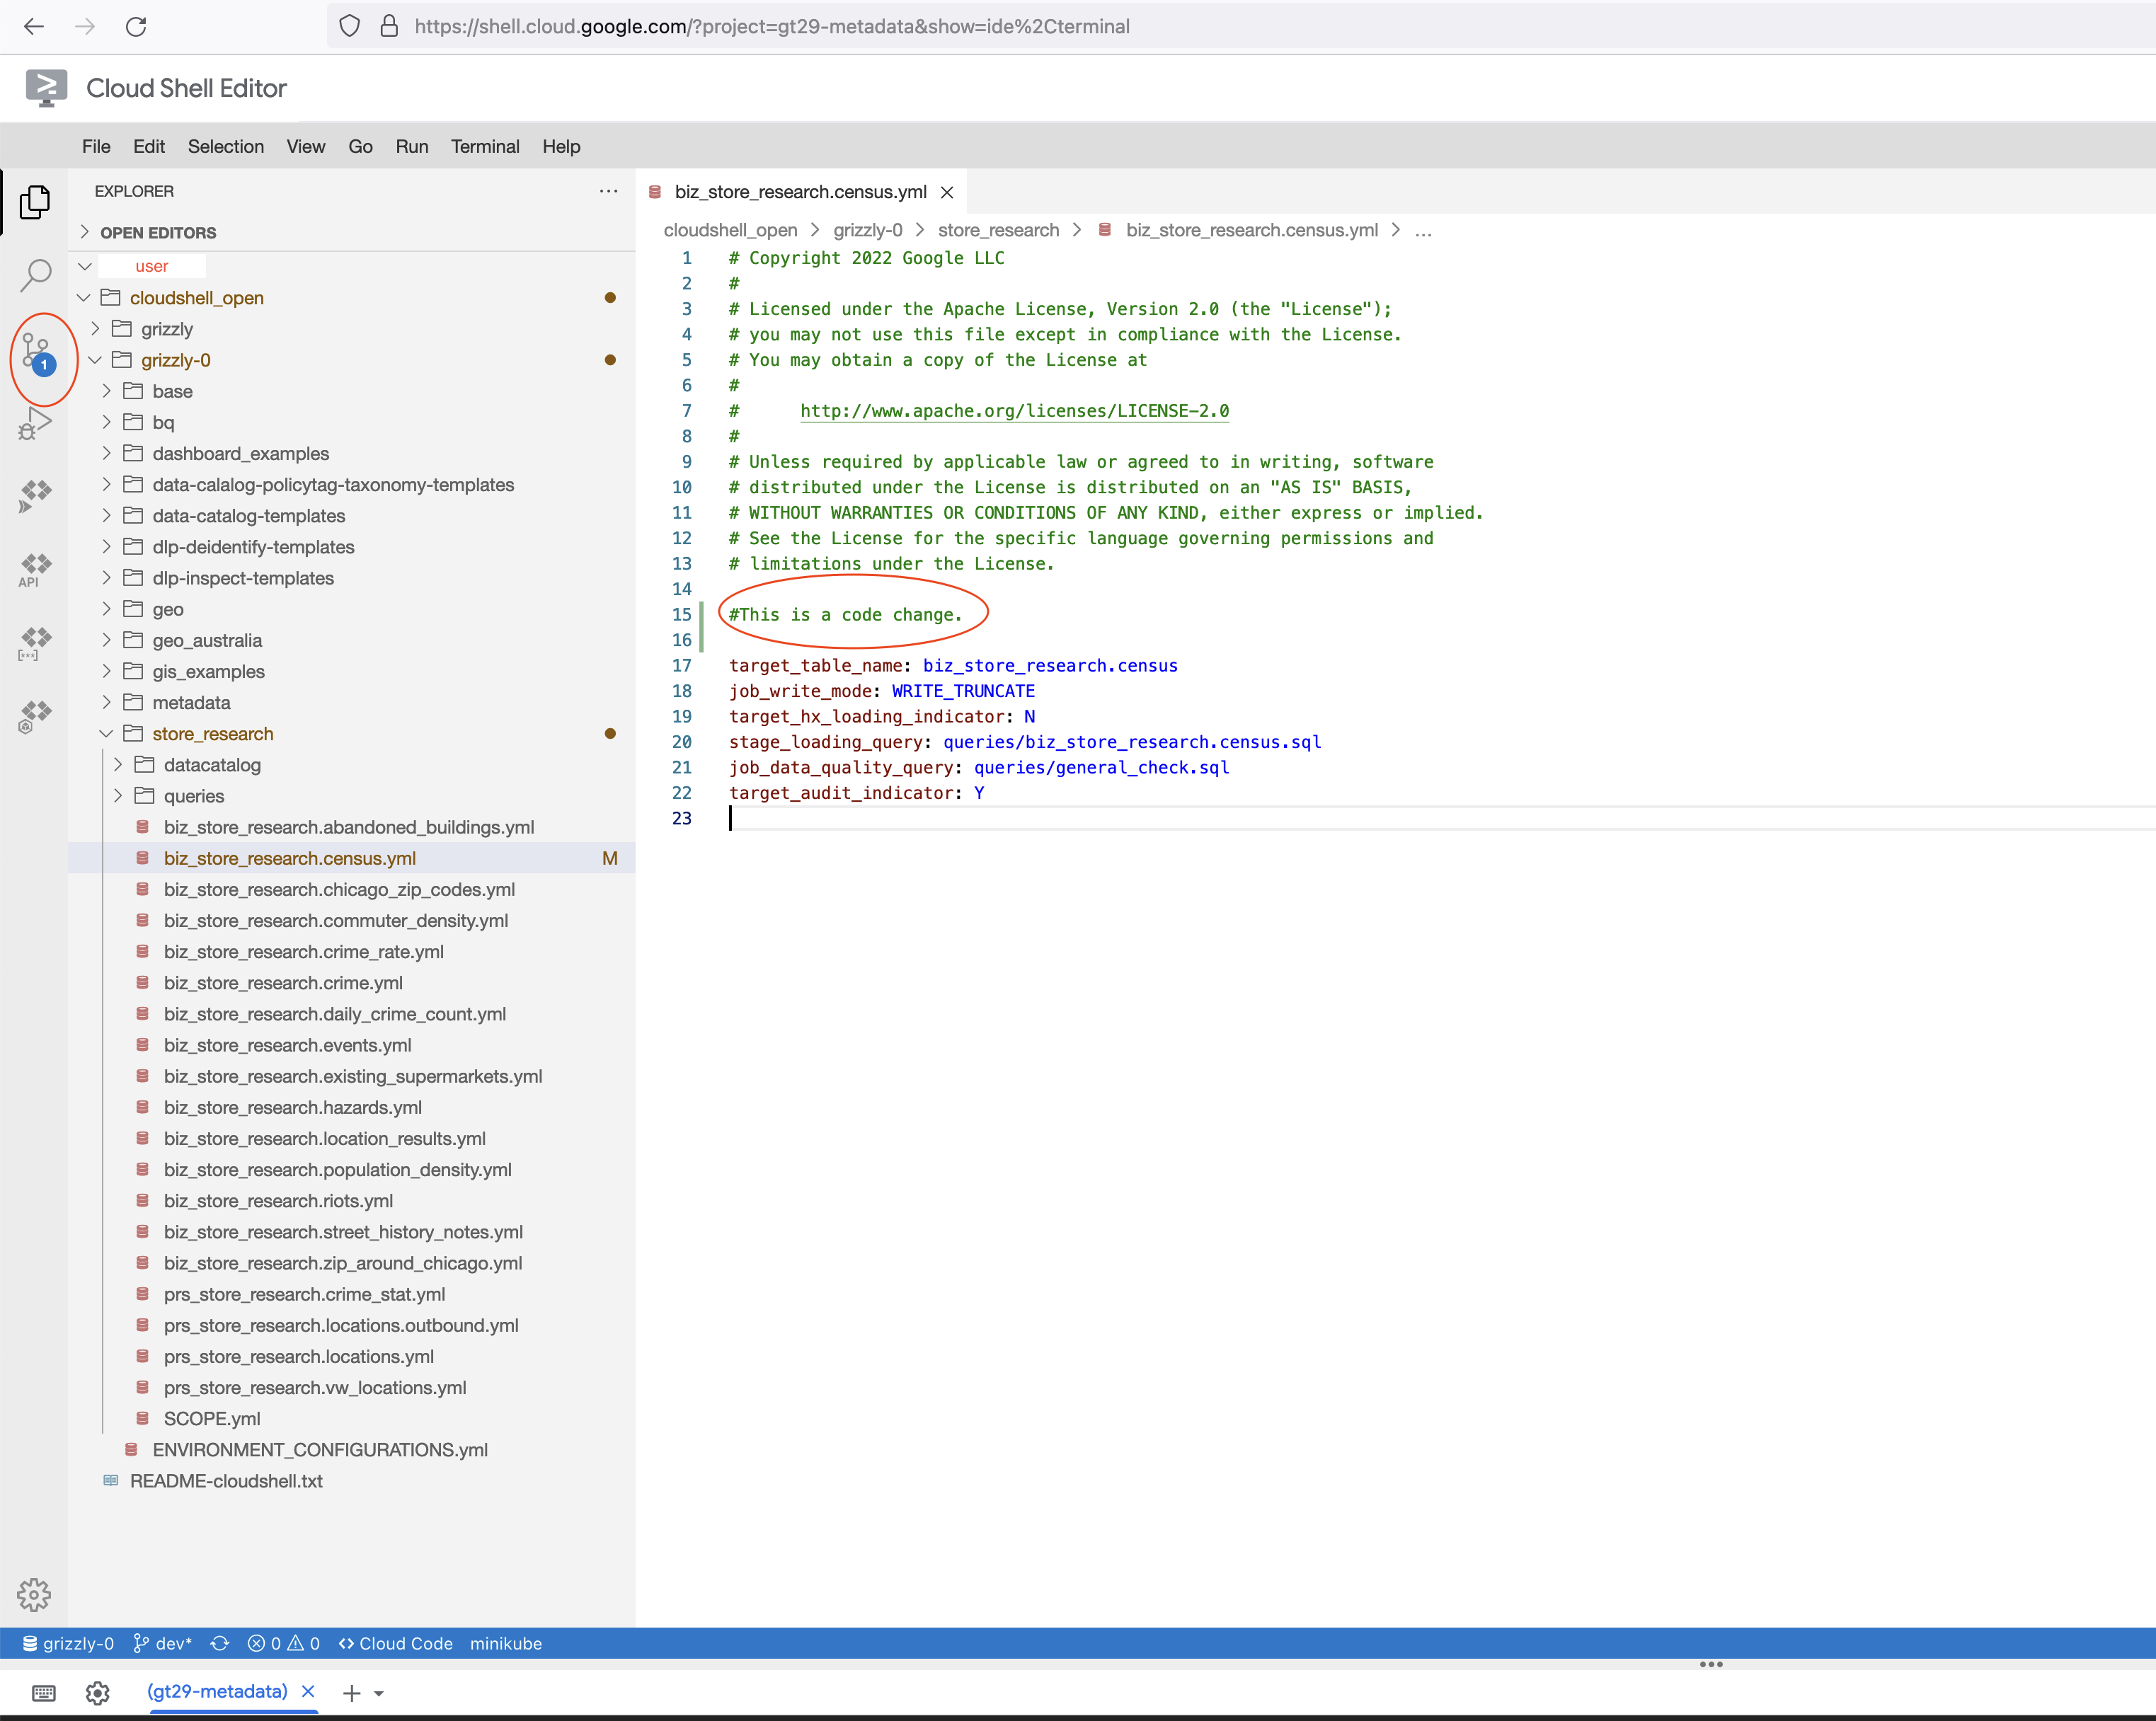 https://shell.cloud.google.com/?project=gt29-metadata&show=ide%2Cterminal
Cloud Shell Editor
File Edit Selection View Go Run Terminal Help
EXPLORER
OPEN EDITORS
user
cloudshell_open
grizzly
1
grizzly-0
base
bq
dashboard_examples
data-calalog-policytag-taxonomy-templates
data-catalog-templates
dlp-deidentify-templates
API
dlp-inspect-templates
geo
geo_australia
gis_examples
metadata
store_research
datacatalog
queries
biz_store_research.abandoned_buildings.yml
biz_store_research.census.yml M
biz_store_research.chicago_zip_codes.yml
biz_store_research.commuter_density.yml
biz_store_research.crime_rate.yml
biz_store_research.crime.yml
biz_store_research.daily_crime_count.yml
biz_store_research.events.yml
biz_store_research.existing_supermarkets.yml
biz_store_research.hazards.yml
biz_store_research.location_results.yml
biz_store_research.population_density.yml
biz_store_research.riots.yml
biz_store_research.street_history_notes.yml
biz_store_research.zip_around_chicago.yml
prs_store_research.crime_stat.yml
prs_store_research.locations.outbound.yml
prs_store_research.locations.yml
prs_store_research.vw_locations.yml
SCOPE.yml
ENVIRONMENT_CONFIGURATIONS.yml
README-cloudshell.txt
biz_store_research.census.yml
cloudshell_open > grizzly-0 > store_research > biz_store_research.census.yml > ...
1 # Copyright 2022 Google LLC
2 #
3 # Licensed under the Apache License, Version 2.0 (the "License");
4 # you may not use this file except in compliance with the License.
5 # You may obtain a copy of the License at
6 #
7 # http://www.apache.org/licenses/LICENSE-2.0
8 #
9 # Unless required by applicable law or agreed to in writing, software
10 # distributed under the License is distributed on an "AS IS" BASIS,
11 # WITHOUT WARRANTIES OR CONDITIONS OF ANY KIND, either express or implied.
12 # See the License for the specific language governing permissions and
13 # limitations under the License.
14
15 #This is a code change.
16
17 target_table_name: biz_store_research.census
18 job_write_mode: WRITE_TRUNCATE
19 target_hx_loading_indicator: N
20 stage_loading_query: queries/biz_store_research.census.sql
21 job_data_quality_query: queries/general_check.sql
22 target_audit_indicator: Y
23
grizzly-0 dev* 0 0 <> Cloud Code minikube
(gt29-metadata)